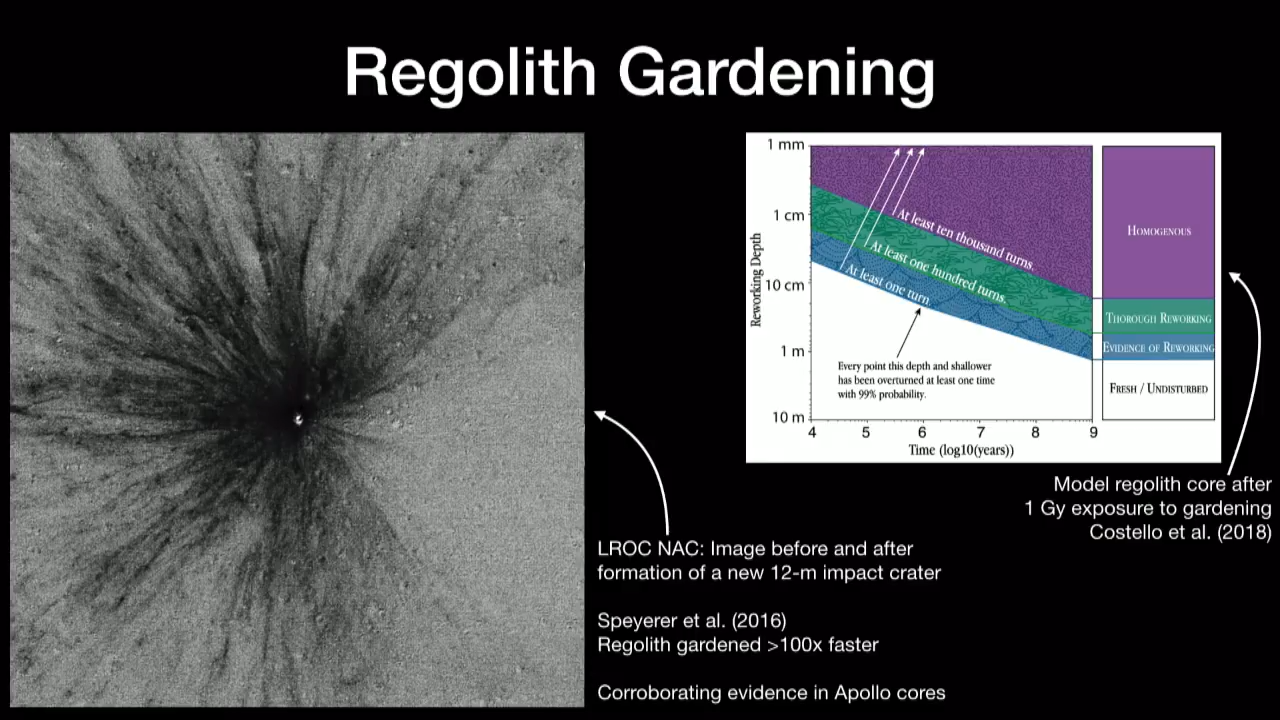 Regolith Gardening
1 mm
1 cm
10 cm
1 m
10 m
Reworking Depth
At least ten thousand turns.
At least one hundred turns.
At least one turn.
Every point this depth and shallower
has been overturned at least one time
with 99% probability.
4 5 6 7 8 9
Time (log10(years))
Homogenous
Thorough Reworking
Evidence of Reworking
Fresh / Undisturbed
Model regolith core after
1 Gy exposure to gardening
Costello et al. (2018)
LROC NAC: Image before and after
formation of a new 12-m impact crater
Speyerer et al. (2016)
Regolith gardened >100x faster
Corroborating evidence in Apollo cores